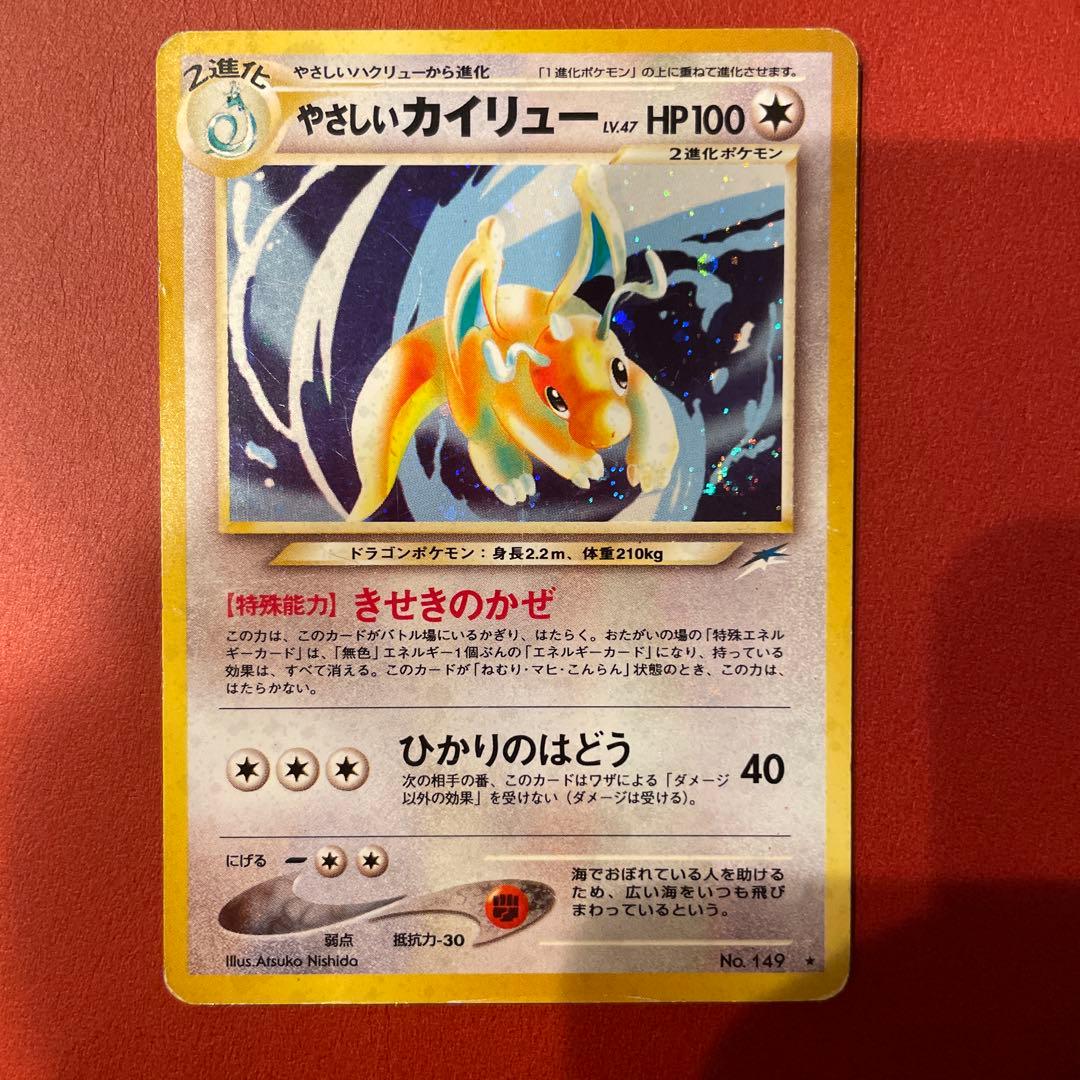 2進化
やさしいハクリューから進化 「1進化ポケモン」の上に重ねて進化させます。
やさしいカイリュー LV.47 HP100
2進化ポケモン
ドラゴンポケモン：身長2.2m、体重210kg
【特殊能力】きせきのかぜ
この力は、このカードがバトル場にいるかぎり、はたらく。おたがいの場の「特殊エネル
ギーカード」は、「無色」エネルギー1個ぶんの「エネルギーカード」になり、持っている
効果は、すべて消える。このカードが「ねむり・マヒ・こんらん」状態のとき、この力は、
はたらかない。
ひかりのはどう 40
次の相手の番、このカードはワザによる「ダメージ
以外の効果」を受けない（ダメージは受ける）。
にげる
弱点 抵抗力-30
海でおぼれている人を助ける
ため、広い海をいつも飛び
まわっているという。
Illus.Atsuko Nishida No. 149 ★